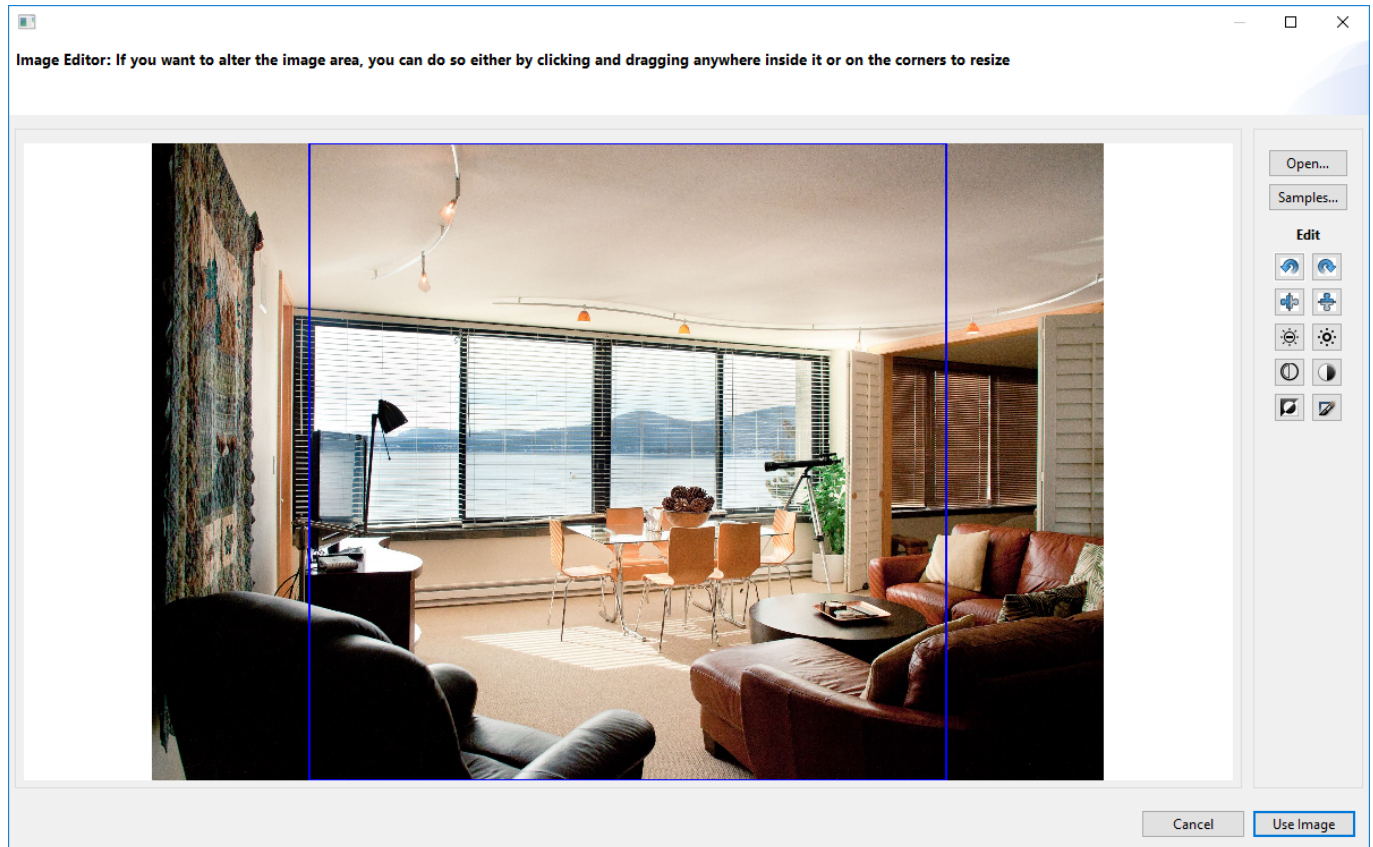 Image Editor: If you want to alter the image area, you can do so either by clicking and dragging anywhere inside it or on the corners to resize
Open...
Samples...
Edit
Cancel
Use Image